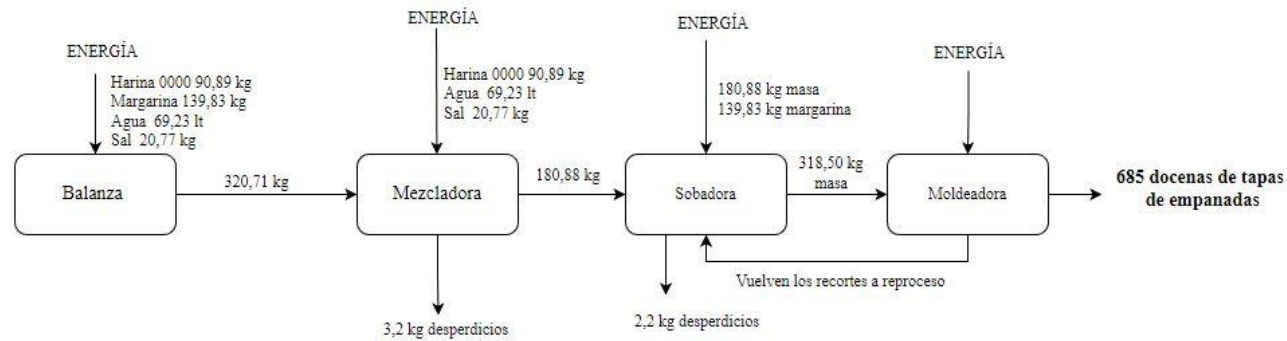 ENERGÍA
Harina 0000 90,89 kg
Margarina 139,83 kg
Agua 69,23 lt
Sal 20,77 kg
Balanza
320,71 kg
ENERGÍA
Harina 0000 90,89 kg
Agua 69,23 lt
Sal 20,77 kg
Mezcladora
3,2 kg desperdicios
180,88 kg
ENERGÍA
180,88 kg masa
139,83 kg margarina
Sobadora
2,2 kg desperdicios
318,50 kg
masa
ENERGÍA
Moldeadora
Vuelven los recortes a reproceso
685 docenas de tapas
de empanadas